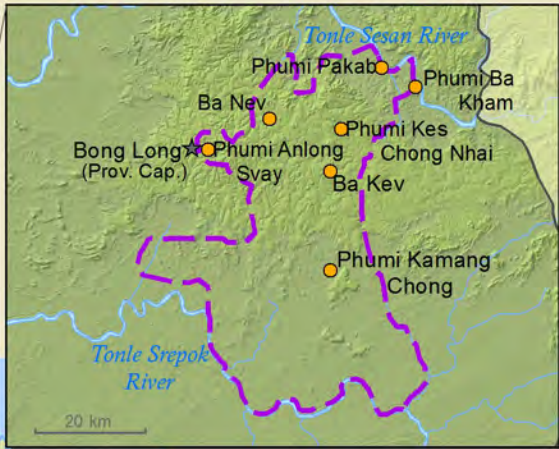 Tonle Sesan River
Phumi Pakab
Phumi Ba
Kham
Ba Nev
Phumi Kes
Chong Nhai
Bong Long
(Prov. Cap.)
Phumi Anlong
Svay
Ba Kev
Phumi Kamang
Chong
Tonle Srepok
River
20 km